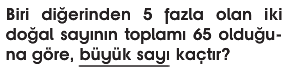 Biri diğerinden 5 fazla olan iki
doğal sayının toplamı 65 olduğu-
na göre, büyük sayı kaçtır?